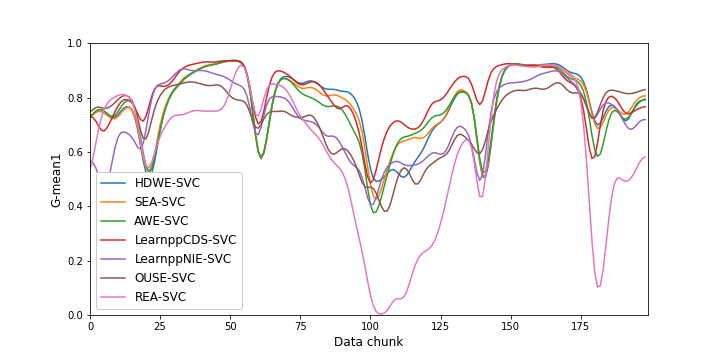 1.0
0.8
0.6
0.4
0.2
0.0
G-mean1
HDWE-SVC
SEA-SVC
AWE-SVC
LearnppCDS-SVC
LearnppNIE-SVC
OUSE-SVC
REA-SVC
0 25 50 75 100 125 150 175
Data chunk